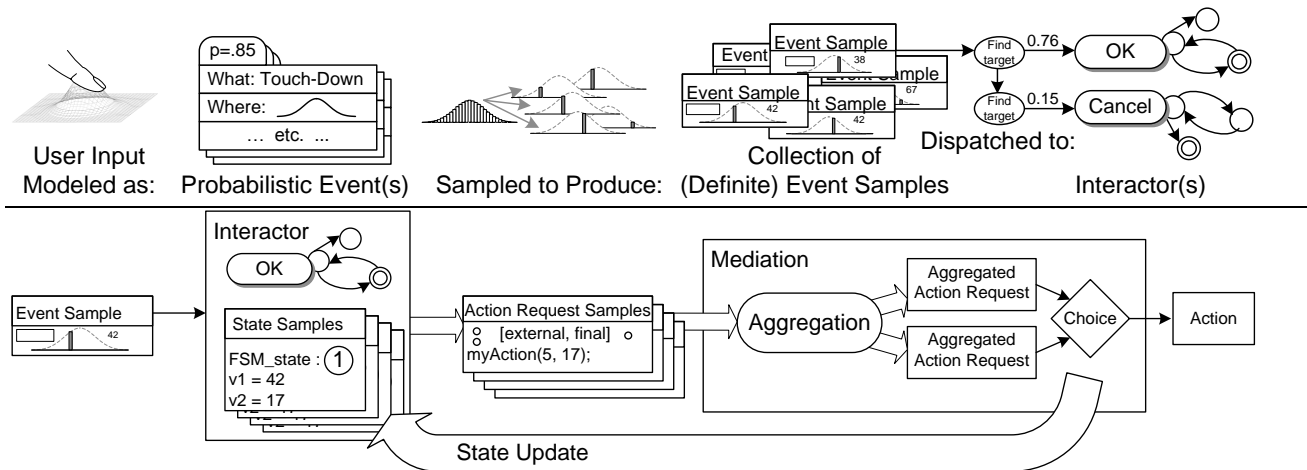 User Input
Modeled as:
p=.85
What: Touch-Down
Where:
… etc. ...
Probabilistic Event(s)
Sampled to Produce:
Event
Event Sample
38
Event Sample
67
Event Sample
42
Event Sample
42
Collection of
(Definite) Event Samples
Dispatched to:
Find
target
0.76
OK
Find
target
0.15
Cancel
Interactor(s)
Event Sample
42
Interactor
OK
State Samples
FSM_state : 1
v1 = 42
v2 = 17
Action Request Samples
[external, final]
myAction(5, 17);
Mediation
Aggregation
Aggregated
Action Request
Aggregated
Action Request
Choice
Action
State Update